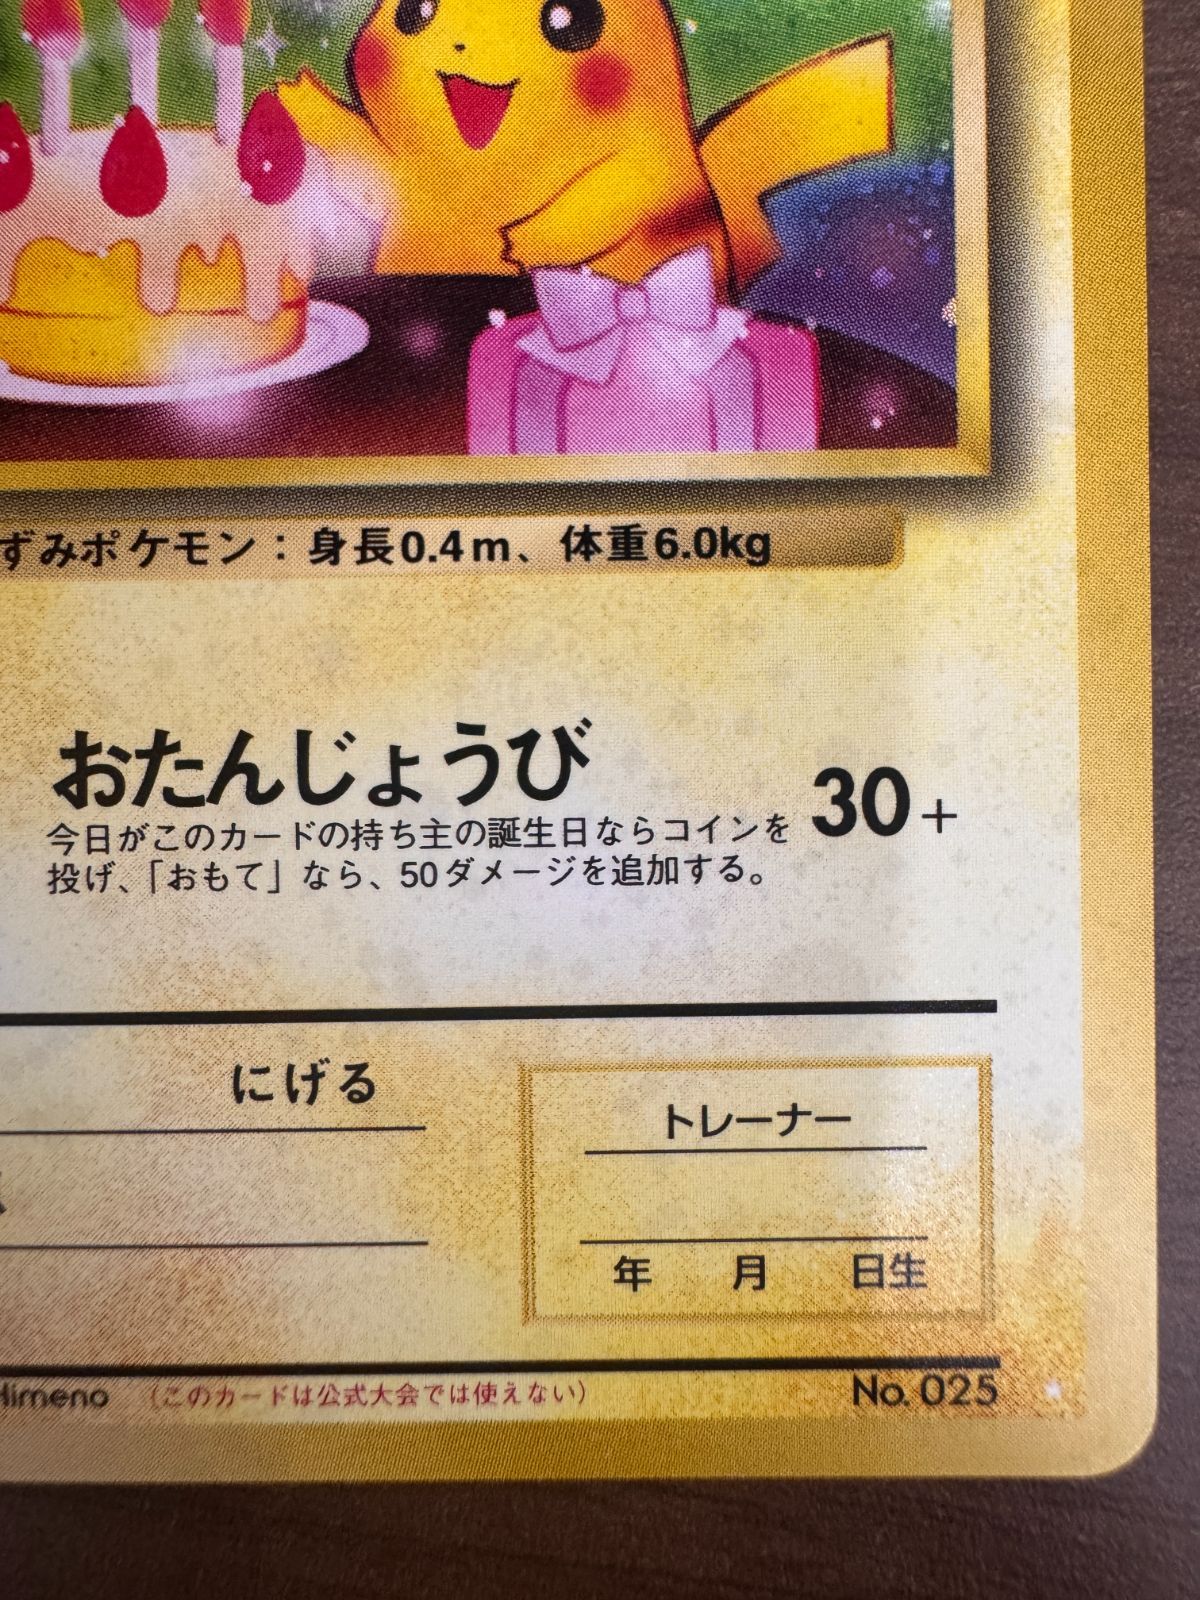 ずみポケモン：身長0.4m、体重6.0kg
おたんじょうび
30+
今日がこのカードの持ち主の誕生日ならコインを
投げ、「おもて」なら、50ダメージを追加する。
にげる
トレーナー
年 月 日生
Himeno （このカードは公式大会では使えない） No. 025